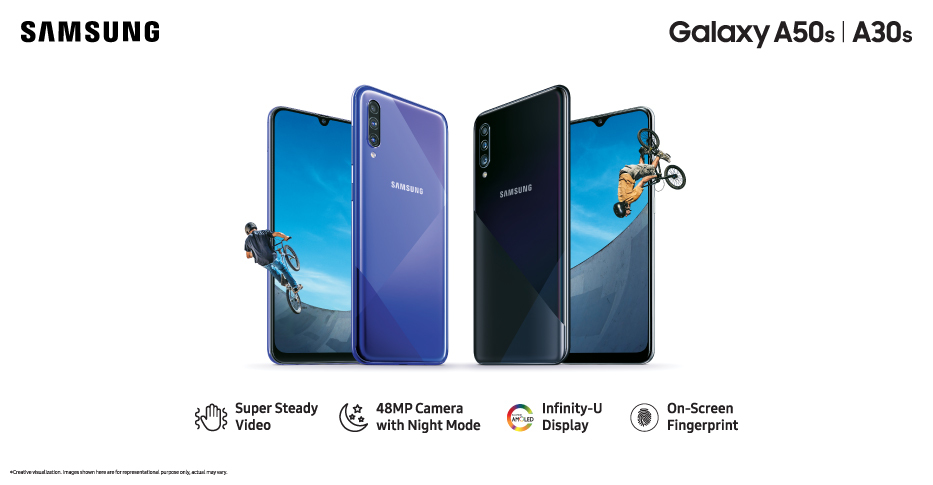 SAMSUNG
Galaxy A50s | A30s
SAMSUNG
SAMSUNG
Super Steady
Video
48MP Camera
with Night Mode
AMOLED
Infinity-U
Display
On-Screen
Fingerprint
*Creative visualization. Images shown here are for representational purpose only, actual may vary.